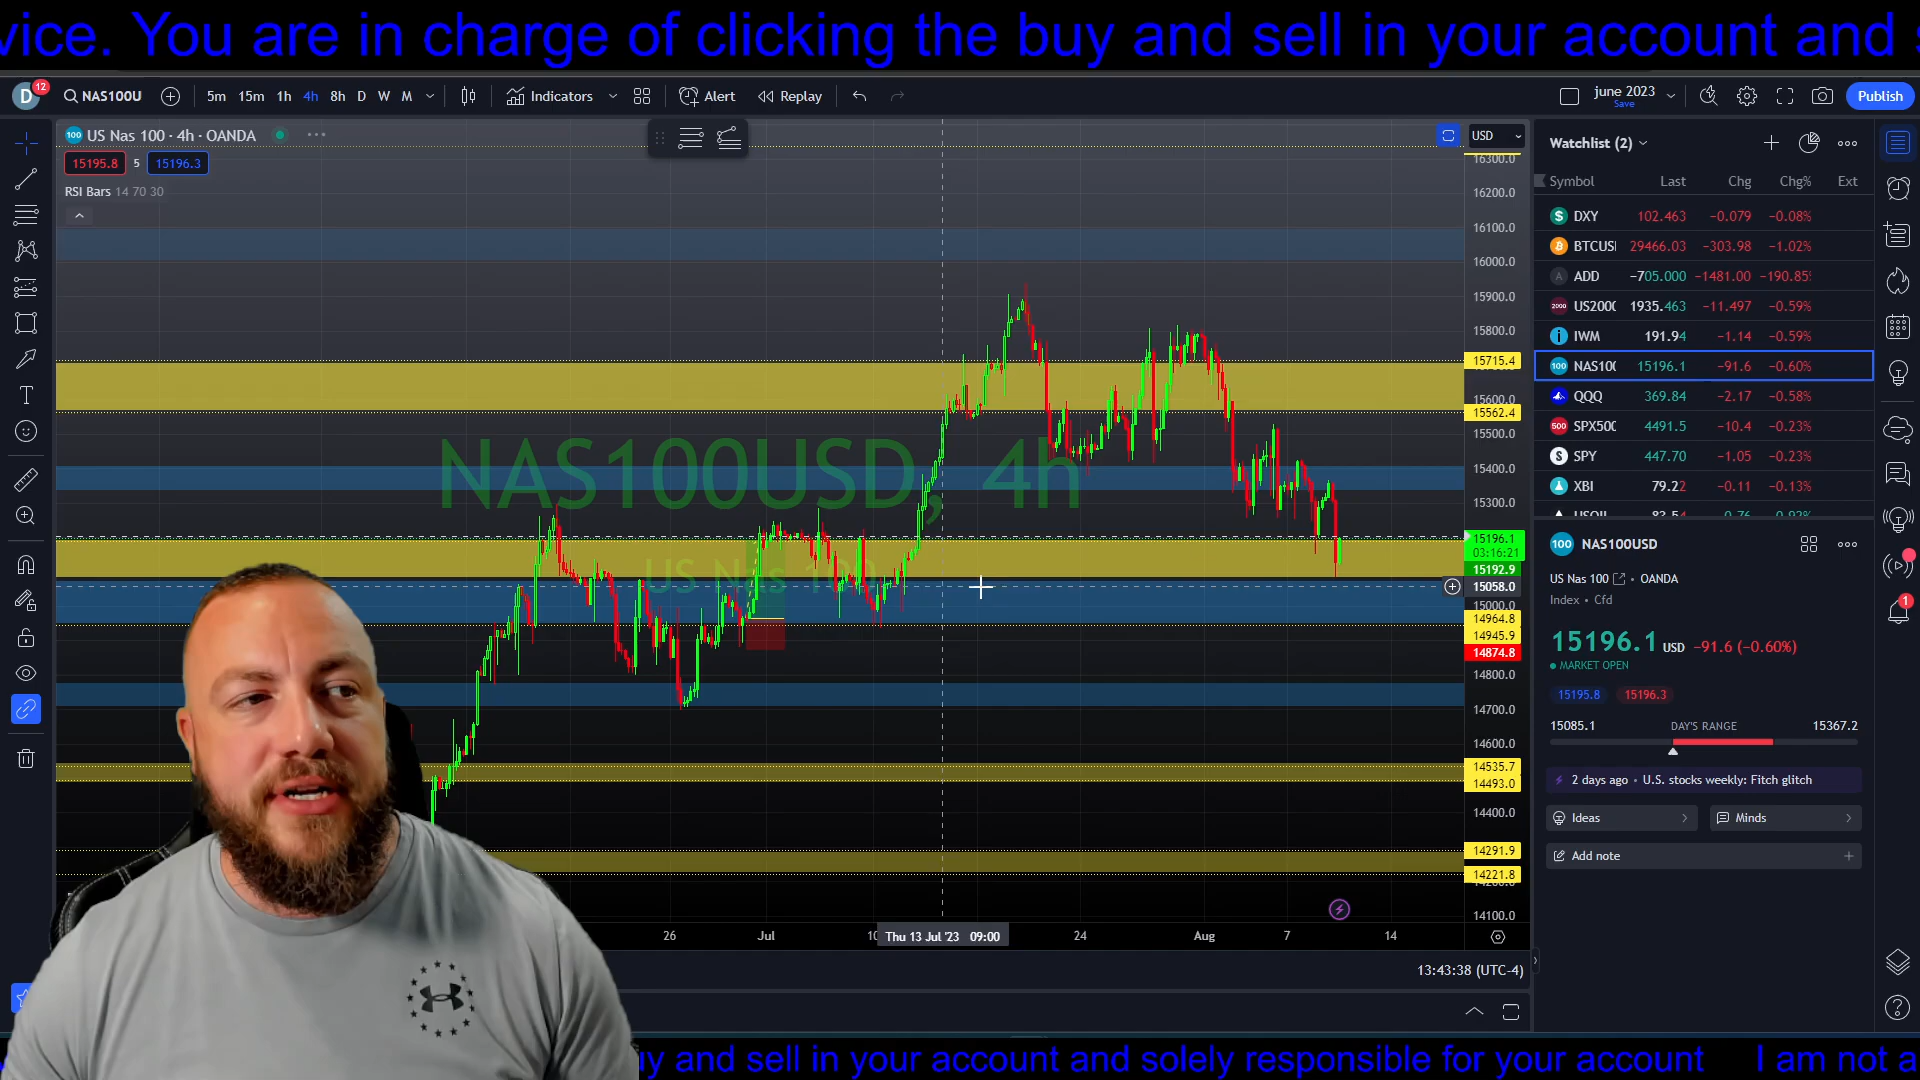 vice. You are in charge of clicking the buy and sell in your account and s
D 12 NAS100U 5m 15m 1h 4h 8h D W M Indicators Alert Replay june 2023 Save Publish
US Nas 100 · 4h · OANDA
USD
15195.8 5 15196.3
RSI Bars 14 70 30
NAS100USD, 4h
US Nas 100
16300.0
16200.0
16100.0
16000.0
15900.0
15800.0
15715.4
15600.0
15562.4
15500.0
15400.0
15300.0
15196.1
03:16:21
15192.9
15058.0
15000.0
14964.8
14945.9
14874.8
14800.0
14700.0
14600.0
14535.7
14493.0
14400.0
14291.9
14221.8
14100.0
26 Jul 10 Thu 13 Jul '23 09:00 24 Aug 7 14
13:43:38 (UTC-4)
Watchlist (2)
Symbol Last Chg Chg% Ext
DXY 102.463 −0.079 −0.08%
BTCUS 29466.03 −303.98 −1.02%
ADD −705.000 −1481.00 −190.85
US200 1935.463 −11.497 −0.59%
IWM 191.94 −1.14 −0.59%
NAS10 15196.1 −91.6 −0.60%
QQQ 369.84 −2.17 −0.58%
SPX50 4491.5 −10.4 −0.23%
SPY 447.70 −1.05 −0.23%
XBI 79.22 −0.11 −0.13%
NAS100USD
US Nas 100 • OANDA
Index • Cfd
15196.1 USD −91.6 (−0.60%)
MARKET OPEN
15195.8 15196.3
15085.1 DAY'S RANGE 15367.2
2 days ago • U.S. stocks weekly: Fitch glitch
Ideas
Minds
Add note
1
uy and sell in your account and solely responsible for your account I am not a